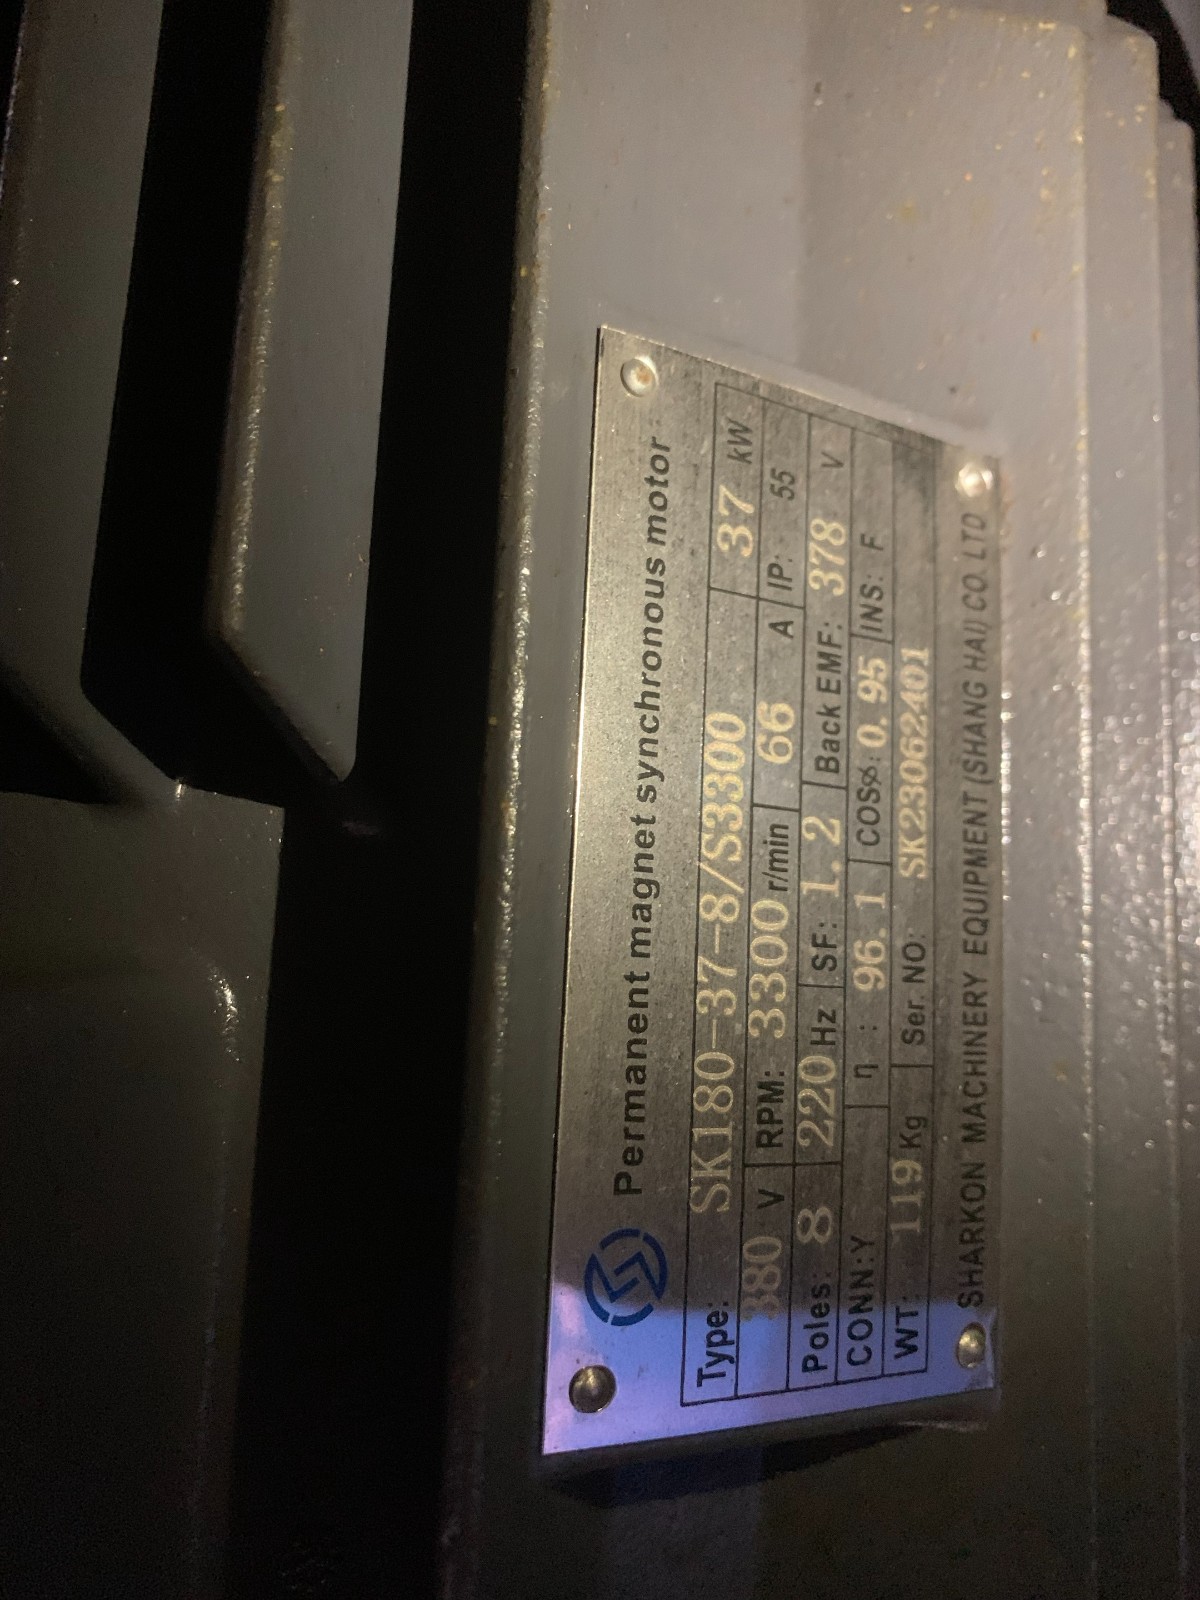 Permanent magnet synchronous motor
Type: SK180-37-8/S3300 37 kW
380 V RPM: 3300 r/min 66 A IP: 55
Poles: 8 220 Hz SF: 1.2 Back EMF: 378 V
CONN:Y η: 96.1 COSø: 0.95 INS: F
WT: 119 Kg Ser. NO: SK23062401
SHARKON MACHINERY EQUIPMENT (SHANG HAI) CO. LTD